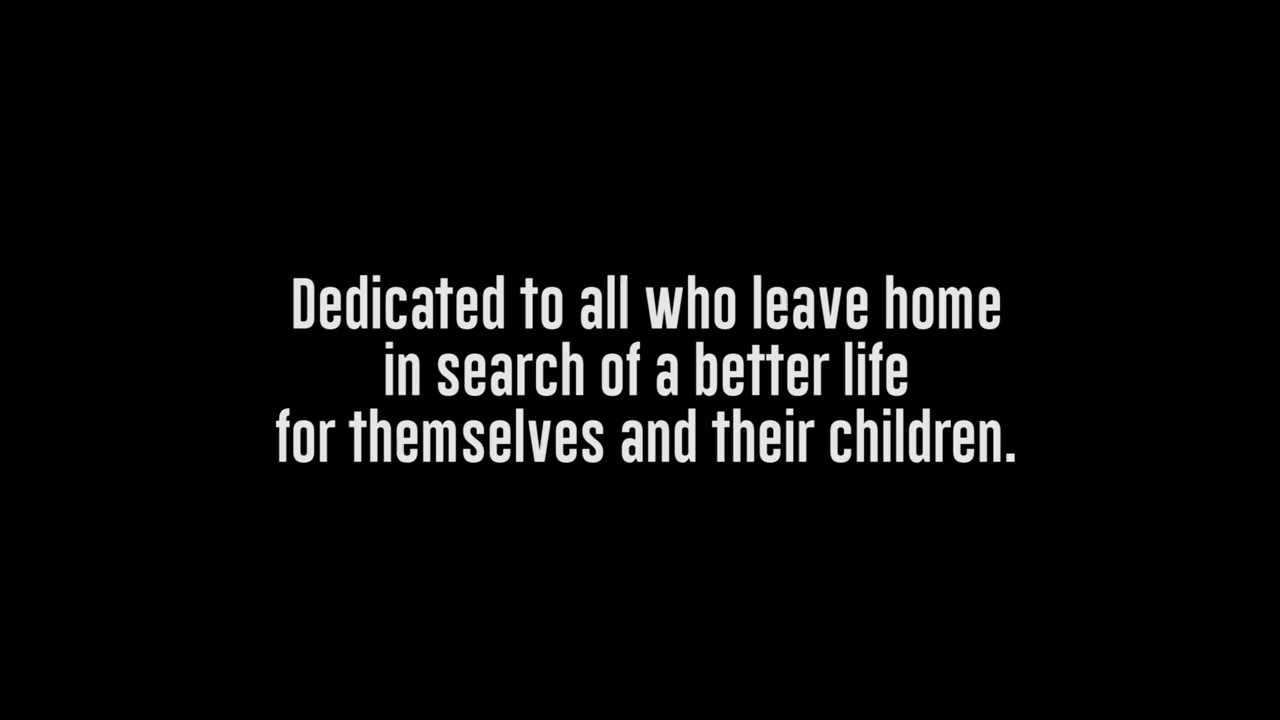 Dedicated to all who leave home
in search of a better life
for themselves and their children.